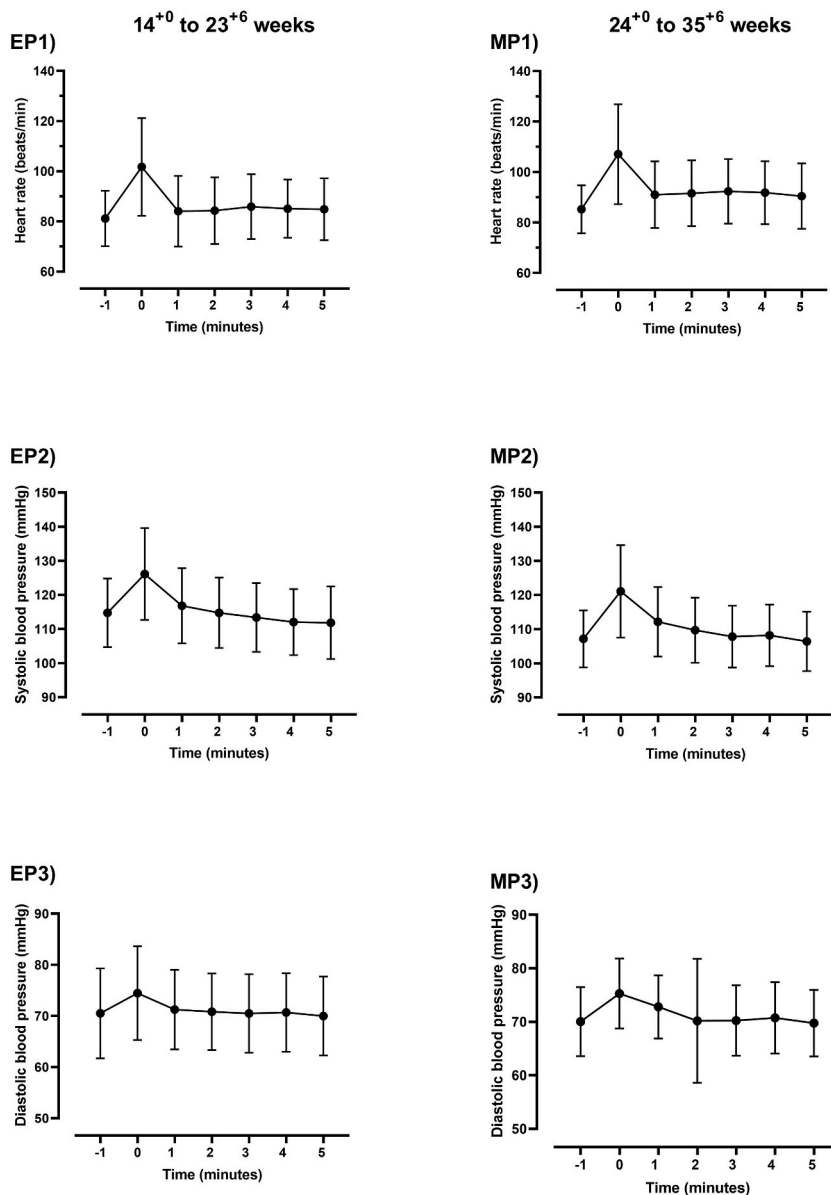 14+0 to 23+6 weeks
24+0 to 35+6 weeks
EP1)
MP1)
Heart rate (beats/min)
140
120
100
80
60
-1 0 1 2 3 4 5
Time (minutes)
Heart rate (beats/min)
140
120
100
80
60
-1 0 1 2 3 4 5
Time (minutes)
EP2)
MP2)
Systolic blood pressure (mmHg)
150
140
130
120
110
100
90
-1 0 1 2 3 4 5
Time (minutes)
Systolic blood pressure (mmHg)
150
140
130
120
110
100
90
-1 0 1 2 3 4 5
Time (minutes)
EP3)
MP3)
Diastolic blood pressure (mmHg)
90
80
70
60
50
-1 0 1 2 3 4 5
Time (minutes)
Diastolic blood pressure (mmHg)
90
80
70
60
50
-1 0 1 2 3 4 5
Time (minutes)